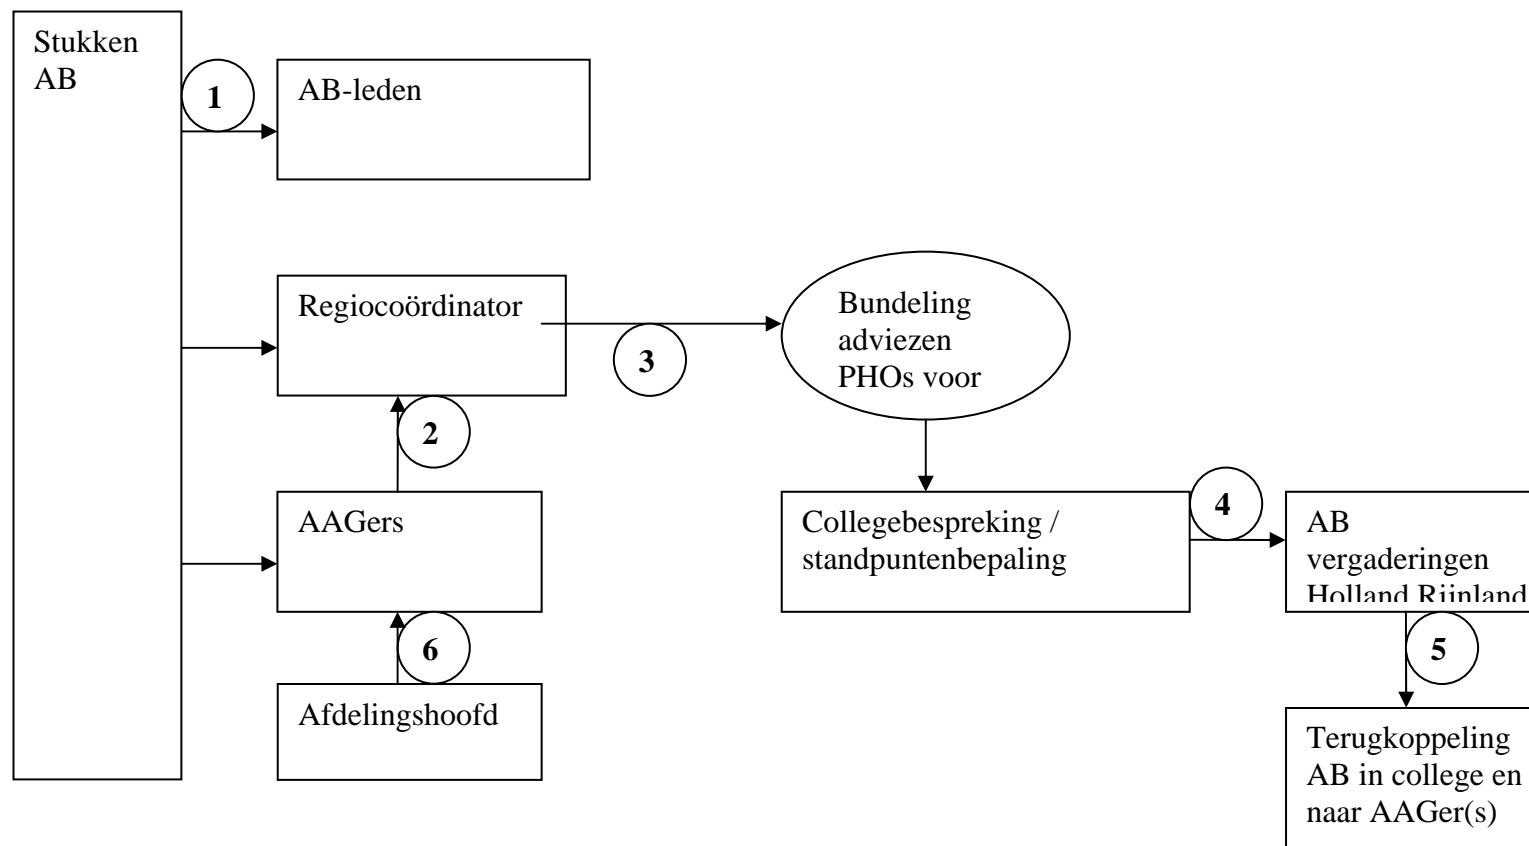 Stukken
AB
1
AB-leden
Regiocoördinator
3
Bundeling
adviezen
PHOs voor
2
AAGers
Collegebespreking /
standpuntenbepaling
4
AB
vergaderingen
Holland Rijnland
6
5
Afdelingshoofd
Terugkoppeling
AB in college en
naar AAGer(s)